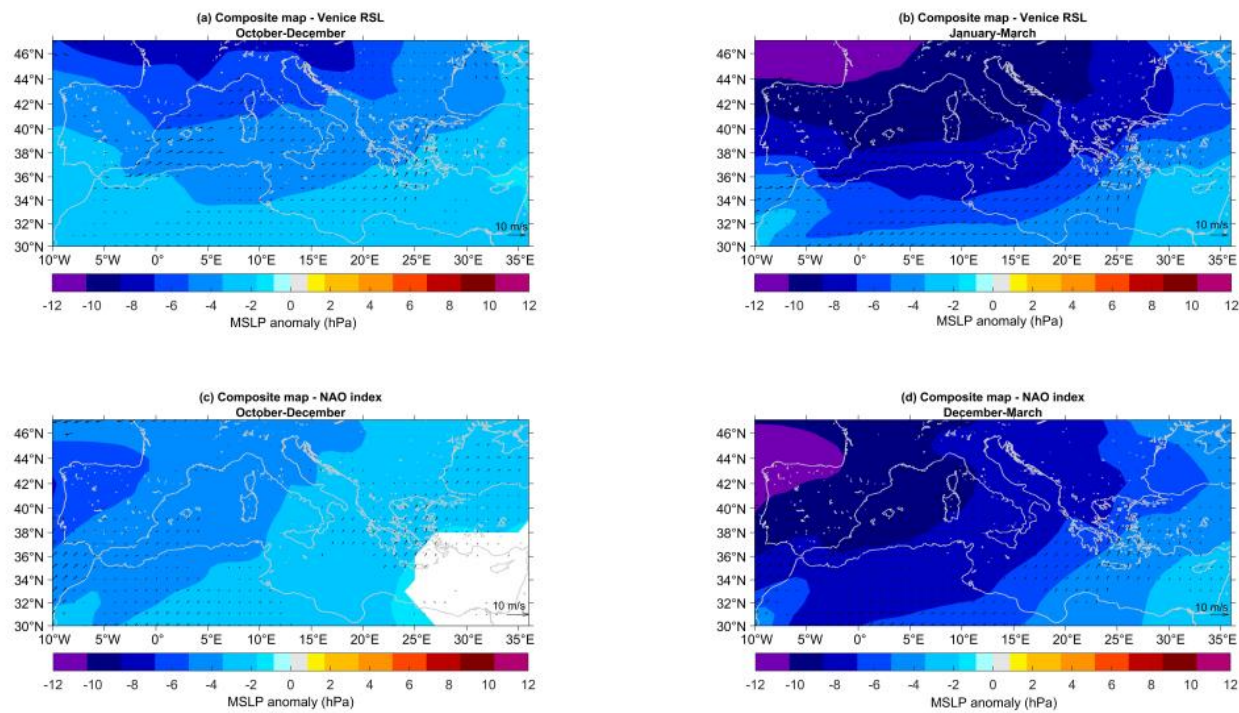 (a) Composite map - Venice RSL
October-December
46°N
44°N
42°N
40°N
38°N
36°N
34°N
32°N
30°N
10 m/s
10°W 5°W 0° 5°E 10°E 15°E 20°E 25°E 30°E 35°E
-12 -10 -8 -6 -4 -2 0 2 4 6 8 10 12
MSLP anomaly (hPa)
(b) Composite map - Venice RSL
January-March
46°N
44°N
42°N
40°N
38°N
36°N
34°N
32°N
30°N
10 m/s
10°W 5°W 0° 5°E 10°E 15°E 20°E 25°E 30°E 35°E
-12 -10 -8 -6 -4 -2 0 2 4 6 8 10 12
MSLP anomaly (hPa)
(c) Composite map - NAO index
October-December
46°N
44°N
42°N
40°N
38°N
36°N
34°N
32°N
30°N
10 m/s
10°W 5°W 0° 5°E 10°E 15°E 20°E 25°E 30°E 35°E
-12 -10 -8 -6 -4 -2 0 2 4 6 8 10 12
MSLP anomaly (hPa)
(d) Composite map - NAO index
December-March
46°N
44°N
42°N
40°N
38°N
36°N
34°N
32°N
30°N
10 m/s
10°W 5°W 0° 5°E 10°E 15°E 20°E 25°E 30°E 35°E
-12 -10 -8 -6 -4 -2 0 2 4 6 8 10 12
MSLP anomaly (hPa)